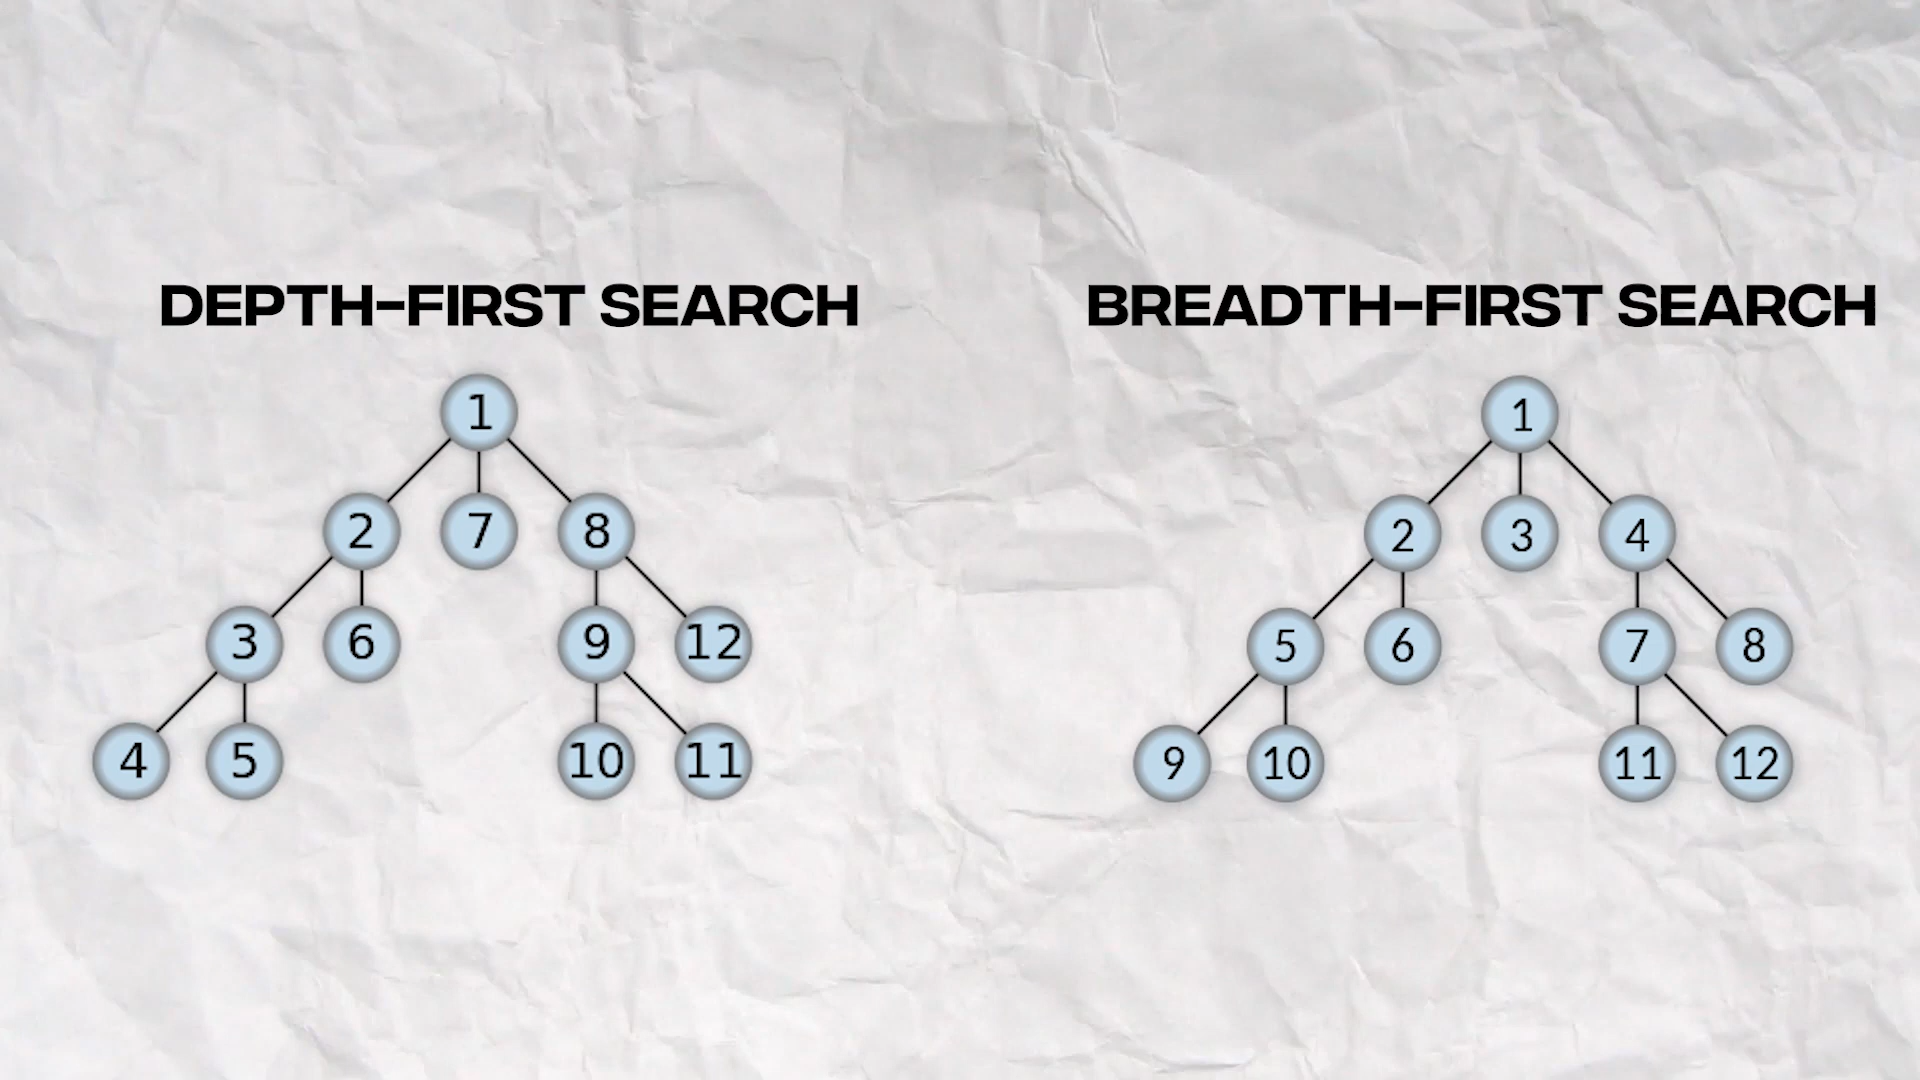 DEPTH-FIRST SEARCH
1
2 7 8
3 6 9 12
4 5 10 11
BREADTH-FIRST SEARCH
1
2 3 4
5 6 7 8
9 10 11 12